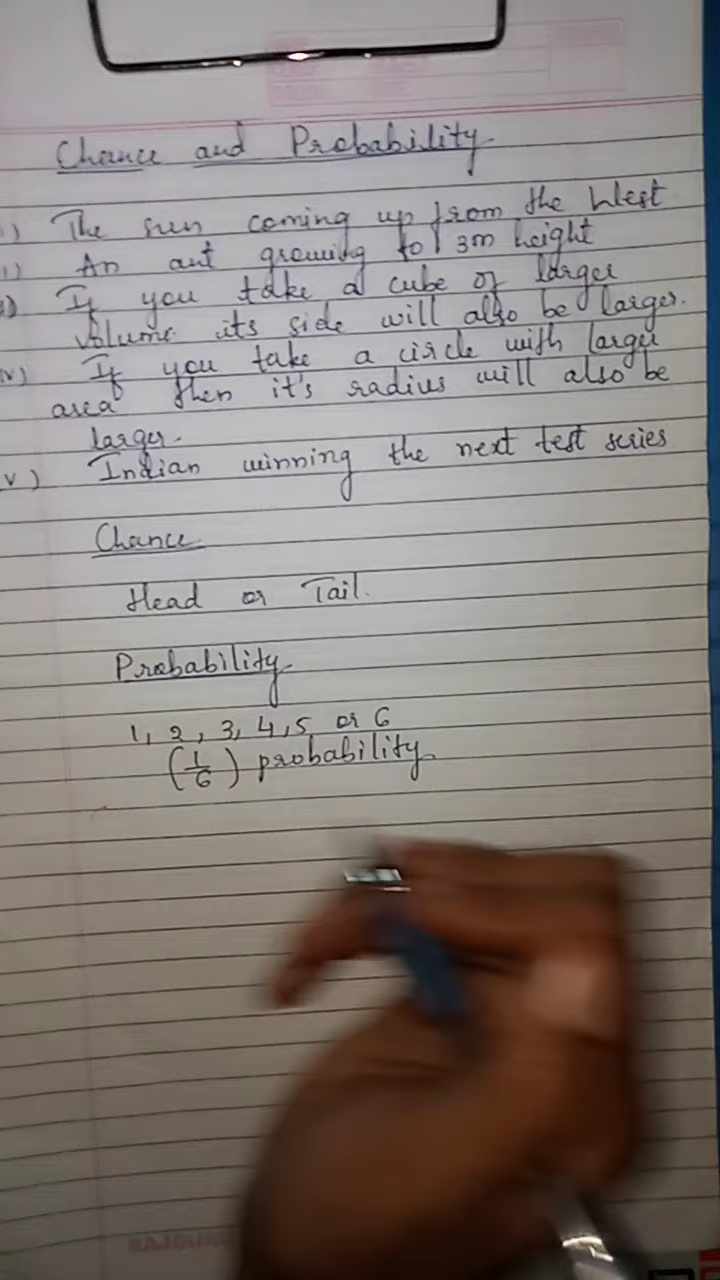 Chance and Probability
i) The sun coming up from the West
ii) An ant growing to 3m height
iii) If you take a cube of larger
volume its side will also be larger.
iv) If you take a circle with larger
area then it's radius will also be
larger.
v) Indian winning the next test series
Chance
Head or Tail.
Probability
1, 2, 3, 4, 5 or 6
(1/6) probability